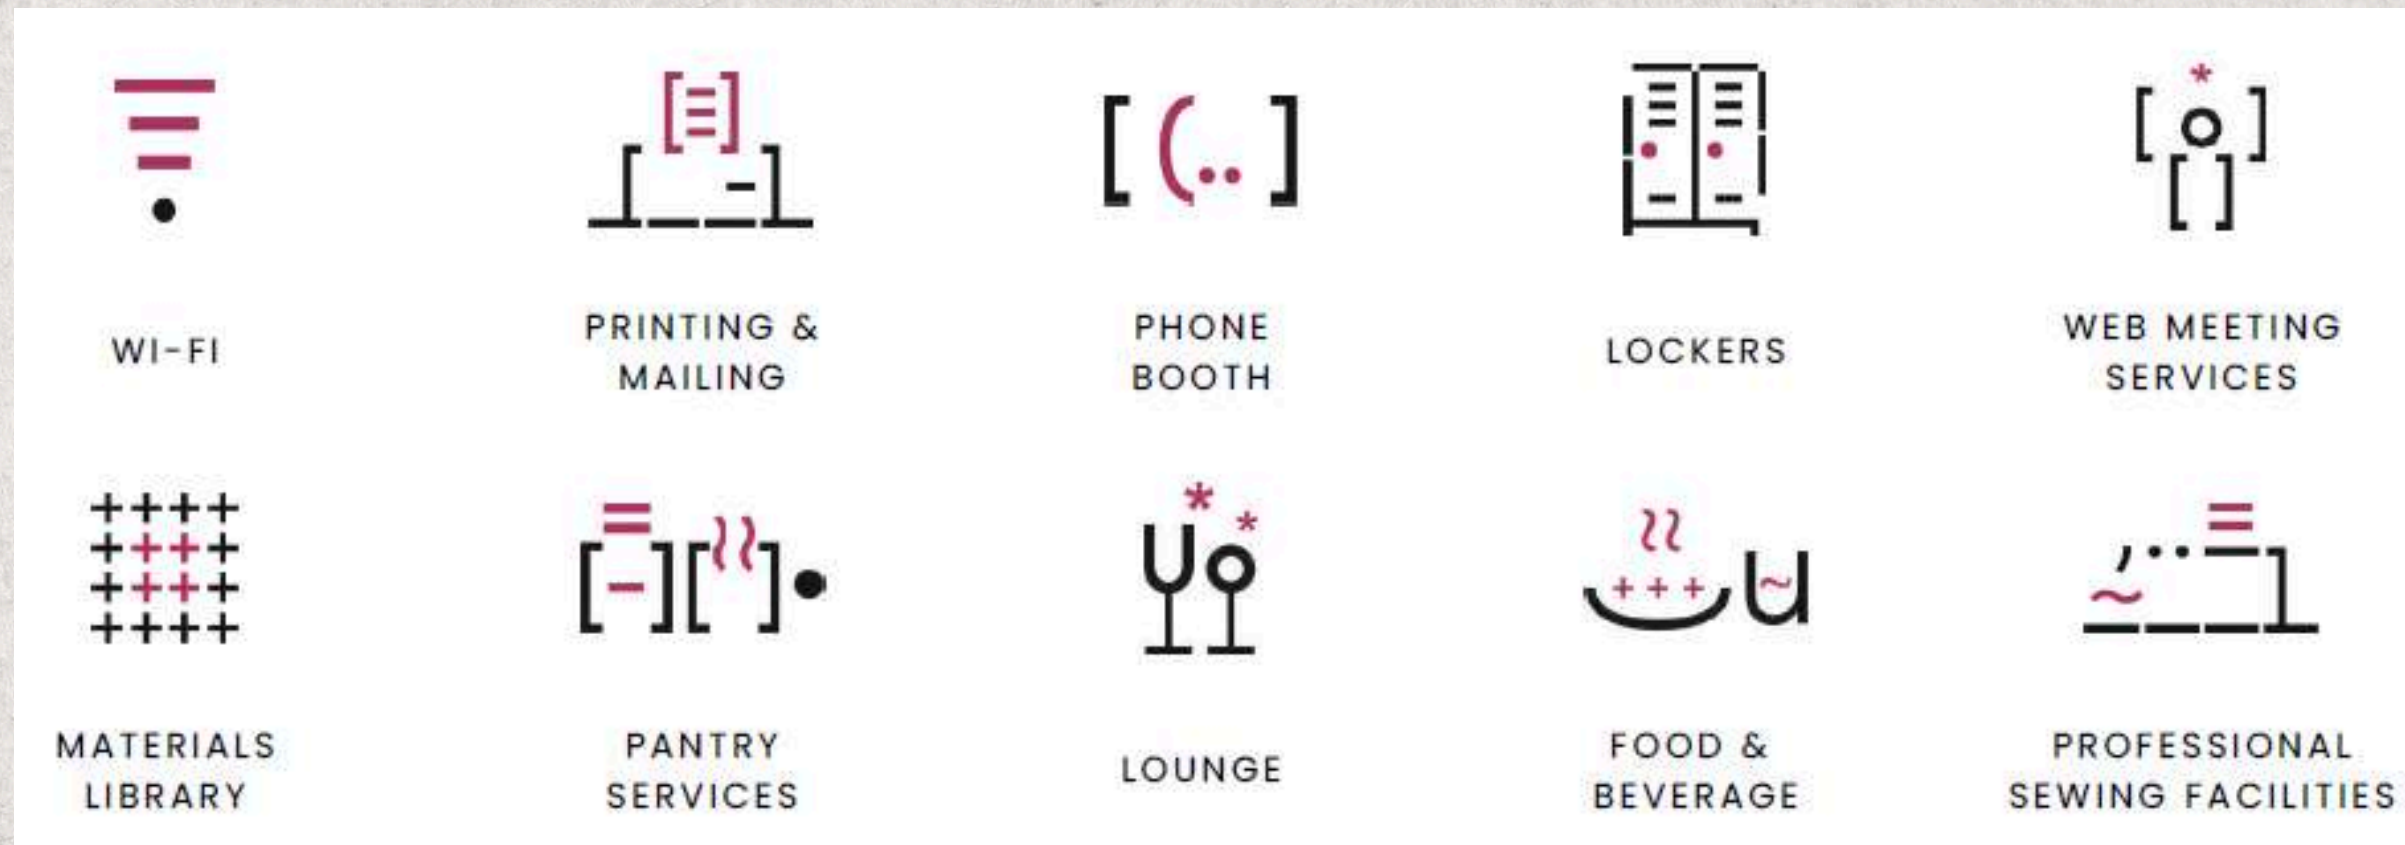 WI-FI
PRINTING &
MAILING
PHONE
BOOTH
LOCKERS
WEB MEETING
SERVICES
MATERIALS
LIBRARY
PANTRY
SERVICES
LOUNGE
FOOD &
BEVERAGE
PROFESSIONAL
SEWING FACILITIES